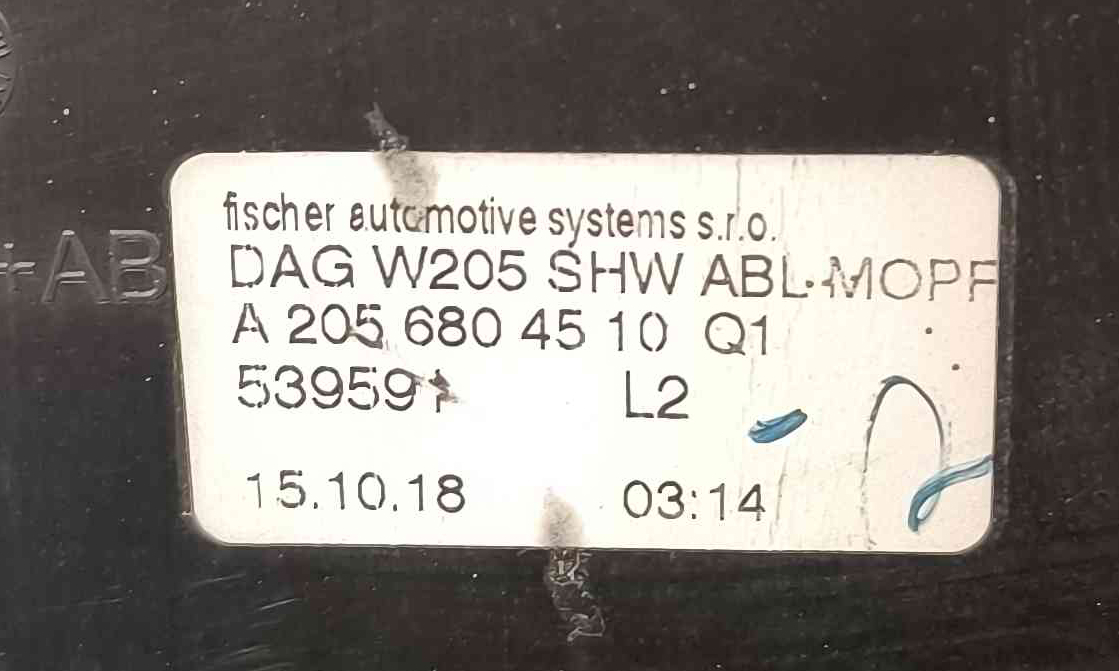 fischer automotive systems s.r.o.
DAG W205 SHW ABL.MOPF
+AB
A 205 680 45 10 Q1
L2
15.10.18 03:14